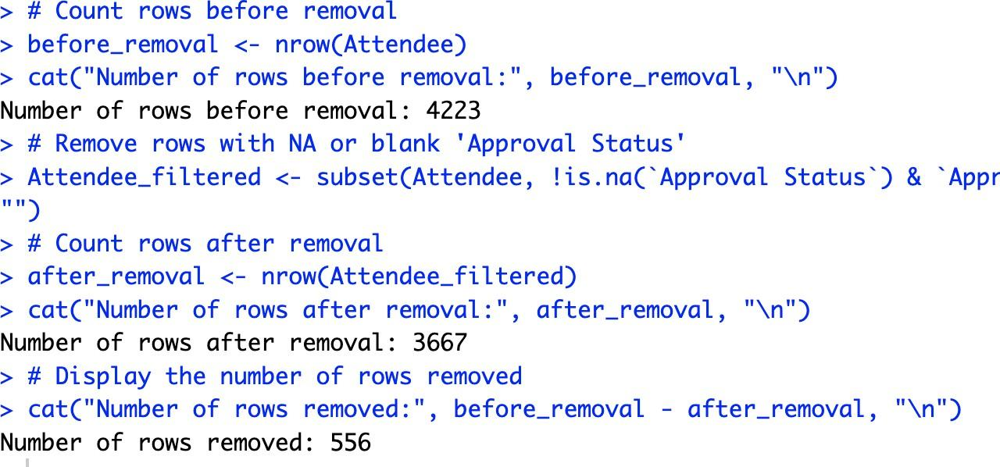 > # Count rows before removal
> before_removal <- nrow(Attendee)
> cat("Number of rows before removal:", before_removal, "\n")
Number of rows before removal: 4223
> # Remove rows with NA or blank 'Approval Status'
> Attendee_filtered <- subset(Attendee, !is.na(`Approval Status`) & `Appr
"")
> # Count rows after removal
> after_removal <- nrow(Attendee_filtered)
> cat("Number of rows after removal:", after_removal, "\n")
Number of rows after removal: 3667
> # Display the number of rows removed
> cat("Number of rows removed:", before_removal - after_removal, "\n")
Number of rows removed: 556